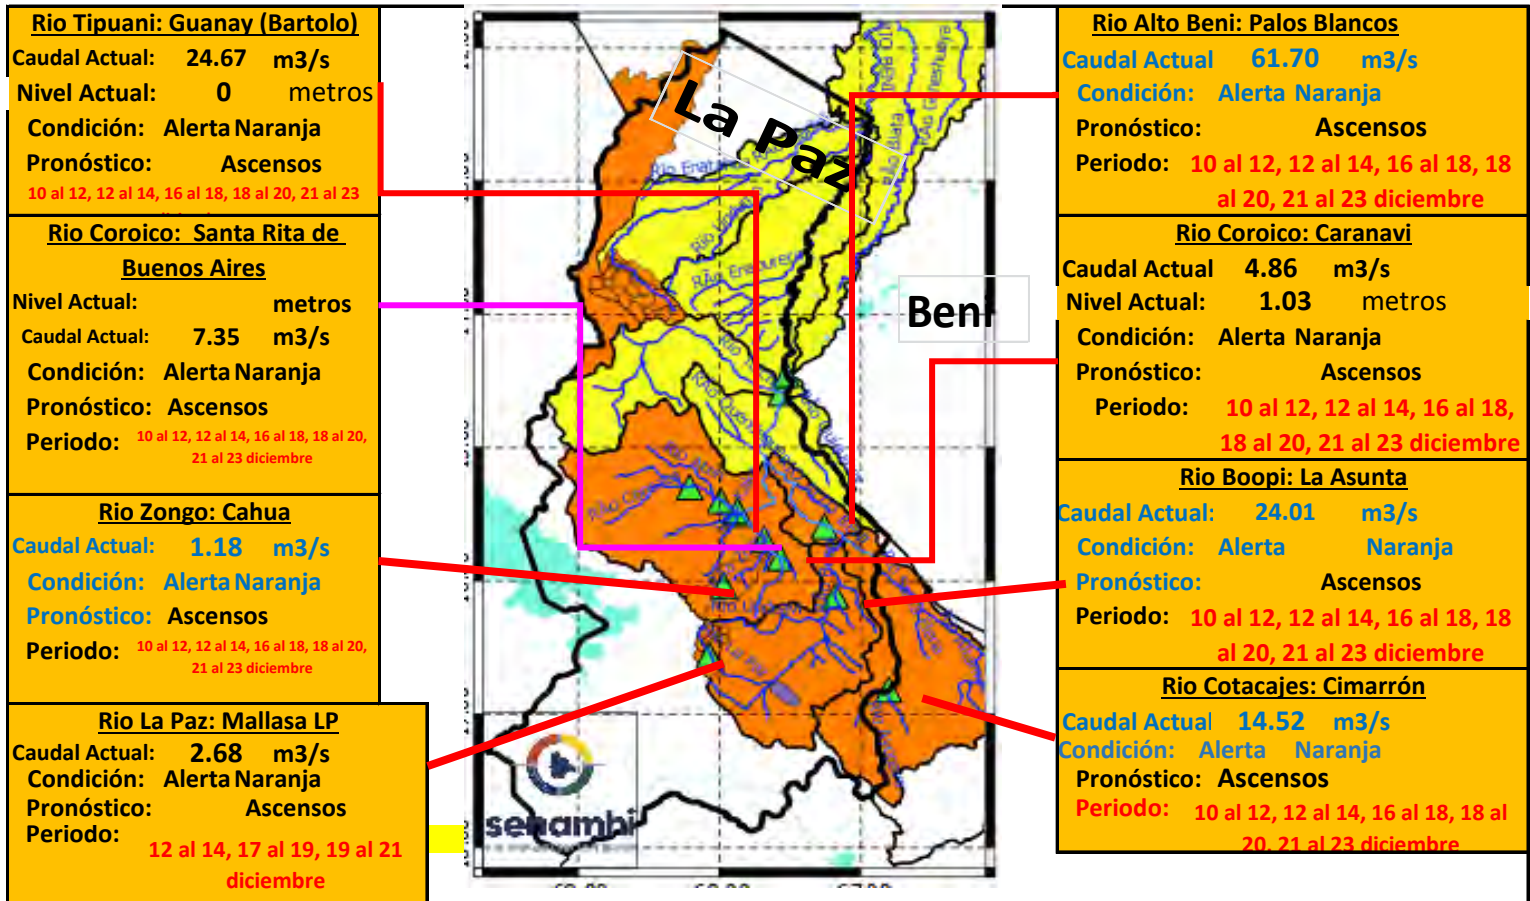 Rio Tipuani: Guanay (Bartolo)
Caudal Actual: 24.67 m3/s
Nivel Actual: 0 metros
Condición: Alerta Naranja
Pronóstico: Ascensos
10 al 12, 12 al 14, 16 al 18, 18 al 20, 21 al 23
Rio Coroico: Santa Rita de
Buenos Aires
Nivel Actual: metros
Caudal Actual: 7.35 m3/s
Condición: Alerta Naranja
Pronóstico: Ascensos
Periodo: 10 al 12, 12 al 14, 16 al 18, 18 al 20,
21 al 23 diciembre
Rio Zongo: Cahua
Caudal Actual: 1.18 m3/s
Condición: Alerta Naranja
Pronóstico: Ascensos
Periodo: 10 al 12, 12 al 14, 16 al 18, 18 al 20,
21 al 23 diciembre
Rio La Paz: Mallasa LP
Caudal Actual: 2.68 m3/s
Condición: Alerta Naranja
Pronóstico: Ascensos
Periodo:
12 al 14, 17 al 19, 19 al 21
diciembre
La Paz
Beni
senamhi
Rio Alto Beni: Palos Blancos
Caudal Actual 61.70 m3/s
Condición: Alerta Naranja
Pronóstico: Ascensos
Periodo: 10 al 12, 12 al 14, 16 al 18, 18
al 20, 21 al 23 diciembre
Rio Coroico: Caranavi
Caudal Actual 4.86 m3/s
Nivel Actual: 1.03 metros
Condición: Alerta Naranja
Pronóstico: Ascensos
Periodo: 10 al 12, 12 al 14, 16 al 18,
18 al 20, 21 al 23 diciembre
Rio Boopi: La Asunta
Caudal Actual: 24.01 m3/s
Condición: Alerta Naranja
Pronóstico: Ascensos
Periodo: 10 al 12, 12 al 14, 16 al 18, 18
al 20, 21 al 23 diciembre
Rio Cotacajes: Cimarrón
Caudal Actual 14.52 m3/s
Condición: Alerta Naranja
Pronóstico: Ascensos
Periodo: 10 al 12, 12 al 14, 16 al 18, 18 al
20, 21 al 23 diciembre